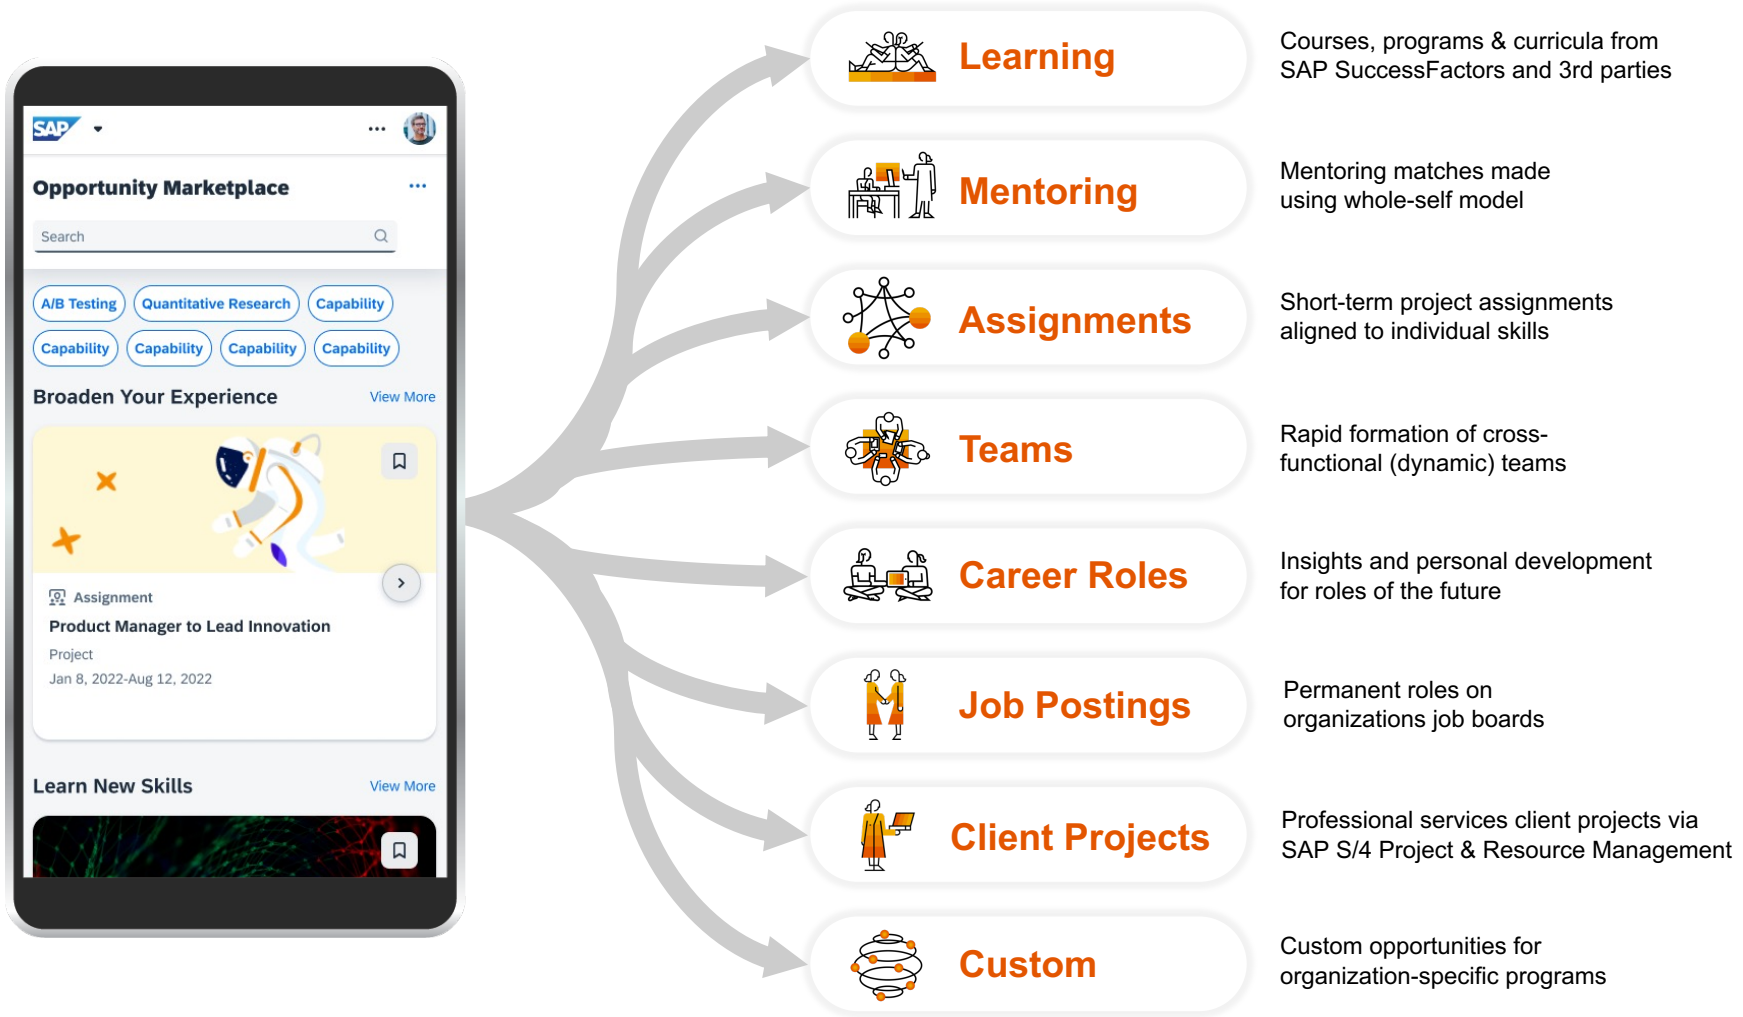 SAP
Opportunity Marketplace
Search
A/B Testing
Quantitative Research
Capability
Capability
Capability
Capability
Capability
Broaden Your Experience
View More
Assignment
Product Manager to Lead Innovation
Project
Jan 8, 2022-Aug 12, 2022
Learn New Skills
View More
Learning
Courses, programs & curricula from
SAP SuccessFactors and 3rd parties
Mentoring
Mentoring matches made
using whole-self model
Assignments
Short-term project assignments
aligned to individual skills
Teams
Rapid formation of cross-
functional (dynamic) teams
Career Roles
Insights and personal development
for roles of the future
Job Postings
Permanent roles on
organizations job boards
Client Projects
Professional services client projects via
SAP S/4 Project & Resource Management
Custom
Custom opportunities for
organization-specific programs